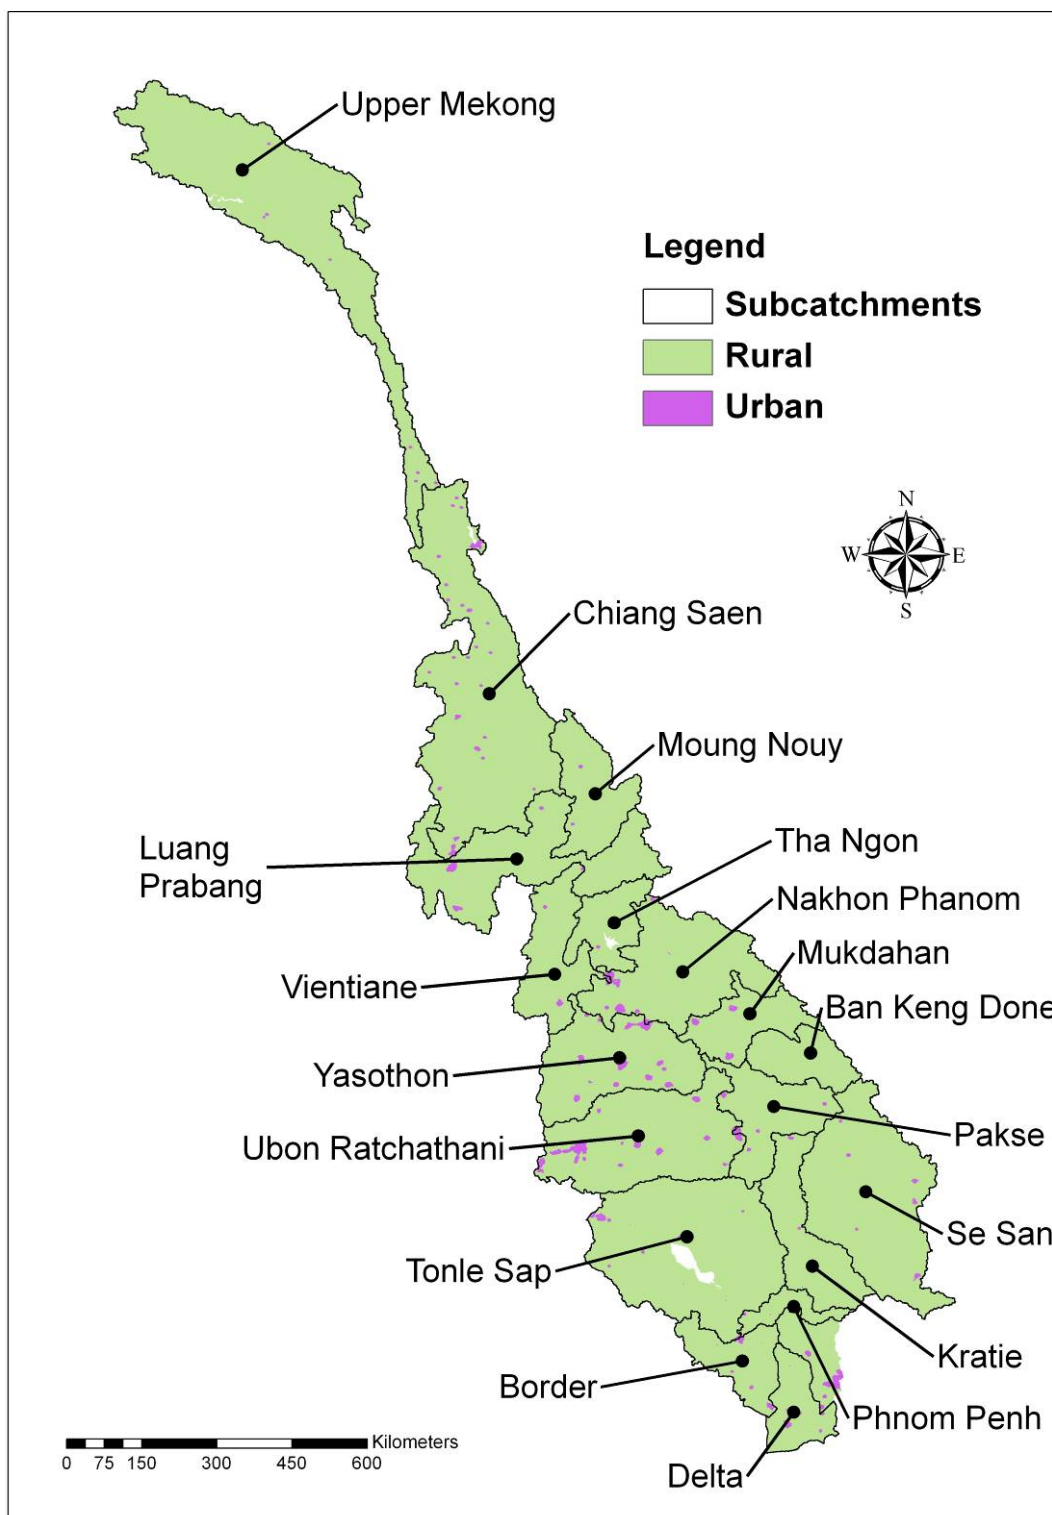 Upper Mekong
Legend
Subcatchments
Rural
Urban
N
W
E
S
Chiang Saen
Moung Nouy
Luang
Prabang
Tha Ngon
Nakhon Phanom
Mukdahan
Vientiane
Ban Keng Done
Yasothon
Pakse
Ubon Ratchathani
Se San
Tonle Sap
Kratie
Border
Phnom Penh
Delta
Kilometers
0 75 150 300 450 600